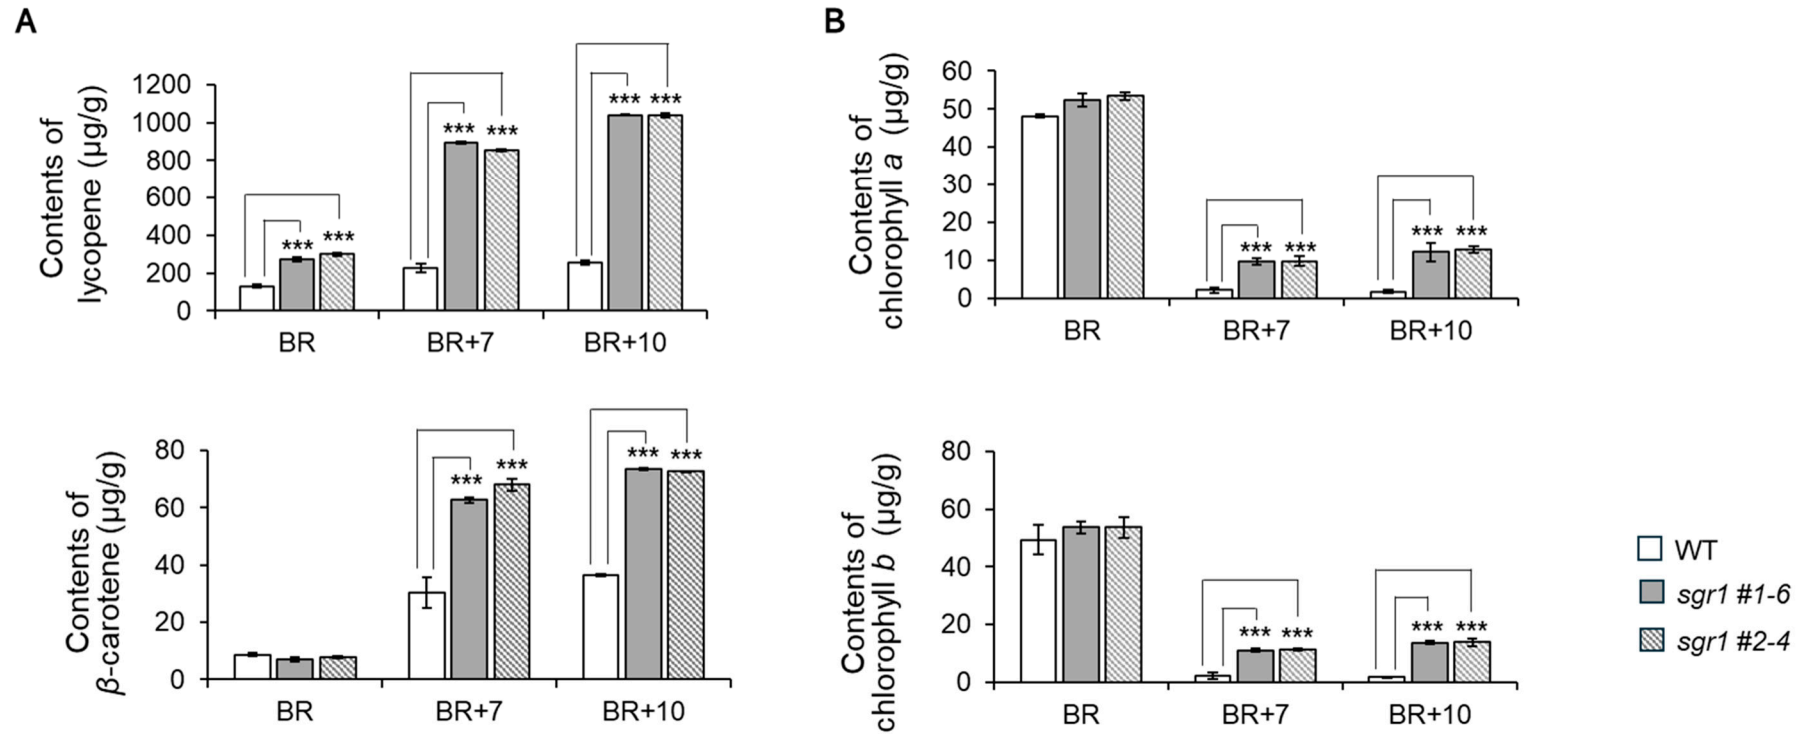 A
Contents of
lycopene (µg/g)
1200
1000
800
600
400
200
0
*** ***
*** ***
*** ***
BR BR+7 BR+10
Contents of
β-carotene (µg/g)
80
60
40
20
0
*** ***
*** ***
BR BR+7 BR+10
B
Contents of
chlorophyll a (µg/g)
60
50
40
30
20
10
0
*** ***
*** ***
BR BR+7 BR+10
Contents of
chlorophyll b (µg/g)
80
60
40
20
0
*** ***
*** ***
BR BR+7 BR+10
WT
sgr1 #1-6
sgr1 #2-4